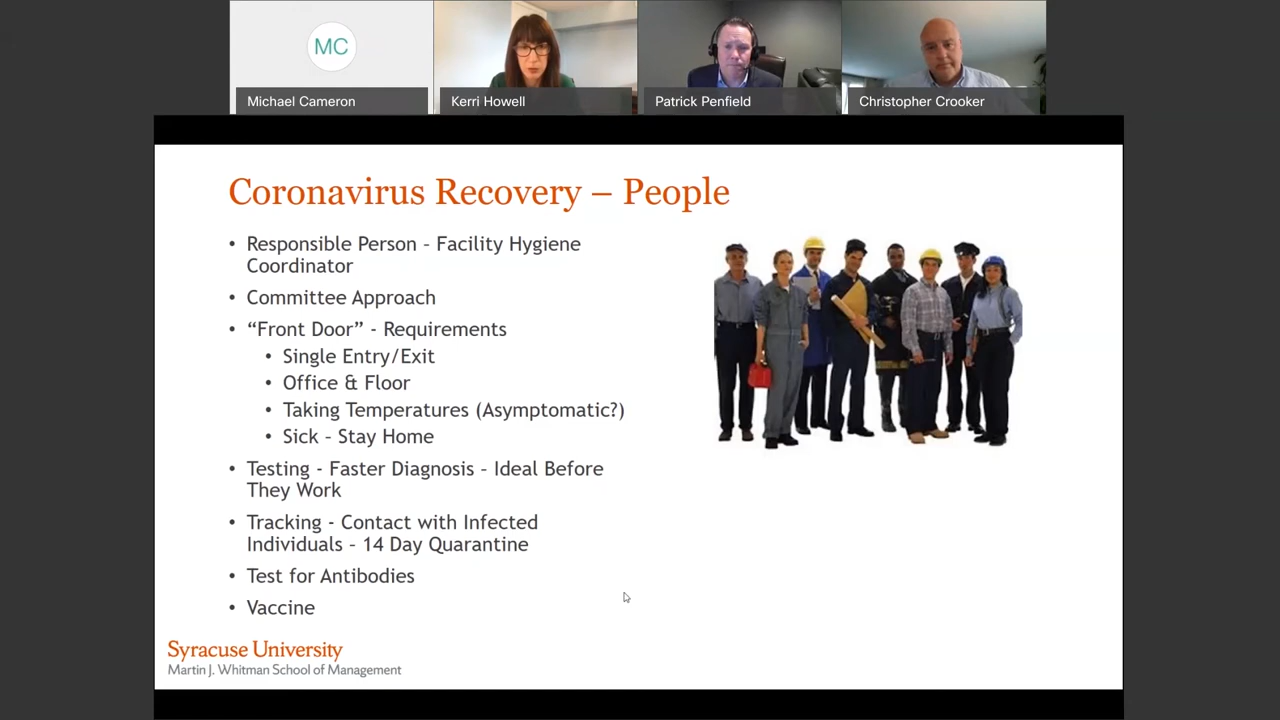 MC
Michael Cameron
Kerri Howell
Patrick Penfield
Christopher Crooker
Coronavirus Recovery – People
• Responsible Person – Facility Hygiene
Coordinator
• Committee Approach
• “Front Door” - Requirements
• Single Entry/Exit
• Office & Floor
• Taking Temperatures (Asymptomatic?)
• Sick – Stay Home
• Testing - Faster Diagnosis – Ideal Before
They Work
• Tracking - Contact with Infected
Individuals – 14 Day Quarantine
• Test for Antibodies
• Vaccine
Syracuse University
Martin J. Whitman School of Management